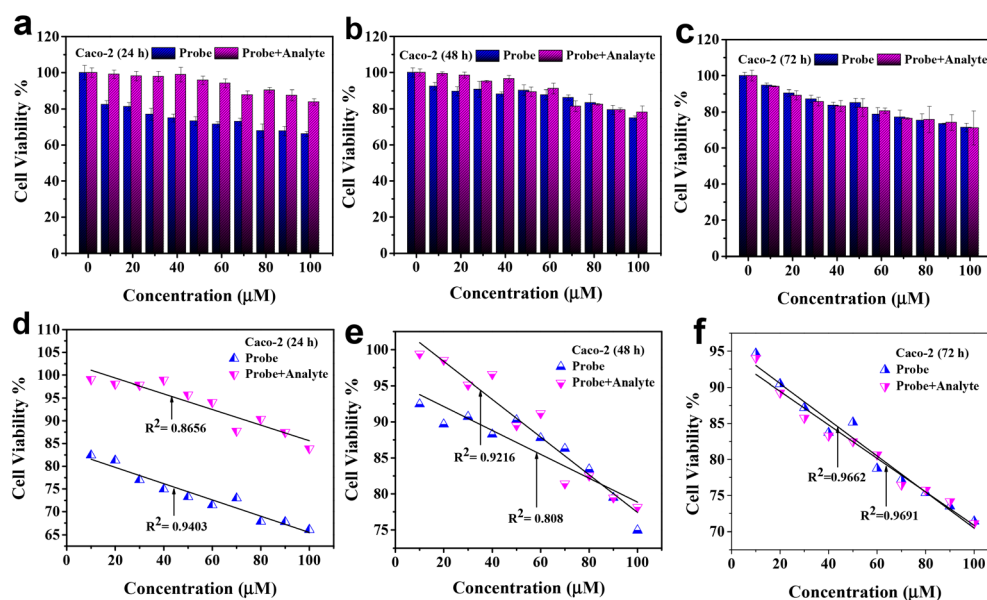 a
Caco-2 (24 h) Probe Probe+Analyte
Cell Viability %
120
100
80
60
40
20
0
0 20 40 60 80 100
Concentration (μM)
b
Caco-2 (48 h) Probe Probe+Analyte
Cell Viability %
120
100
80
60
40
20
0
0 20 40 60 80 100
Concentration (μM)
c
Caco-2 (72 h) Probe Probe+Analyte
Cell Viability %
120
100
80
60
40
20
0
0 20 40 60 80 100
Concentration (μM)
d
Caco-2 (24 h)
Probe
Probe+Analyte
Cell Viability %
110
105
100
95
90
85
80
75
70
65
R²= 0.8656
R²= 0.9403
0 20 40 60 80 100
Concentration (μM)
e
Caco-2 (48 h)
Probe
Probe+Analyte
Cell Viability %
100
95
90
85
80
75
R²= 0.9216
R²= 0.808
0 20 40 60 80 100
Concentration (μM)
f
Caco-2 (72 h)
Probe
Probe+Analyte
Cell Viability %
95
90
85
80
75
70
R²= 0.9662
R²= 0.9691
0 20 40 60 80 100
Concentration (μM)